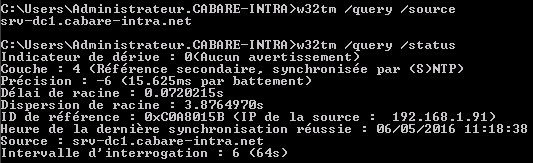 C:\Users\Administrateur.CABARE-INTRA>w32tm /query /source
srv-dc1.cabare-intra.net
C:\Users\Administrateur.CABARE-INTRA>w32tm /query /status
Indicateur de dérive : 0(Aucun avertissement)
Couche : 4 (Référence secondaire, synchronisée par (S)NTP)
Précision : -6 (15.625ms par battement)
Délai de racine : 0.0720215s
Dispersion de racine : 3.8764970s
ID de référence : 0xC0A8015B (IP de la source :  192.168.1.91)
Heure de la dernière synchronisation réussie : 06/05/2016 11:18:38
Source : srv-dc1.cabare-intra.net
Intervalle d'interrogation : 6 (64s)